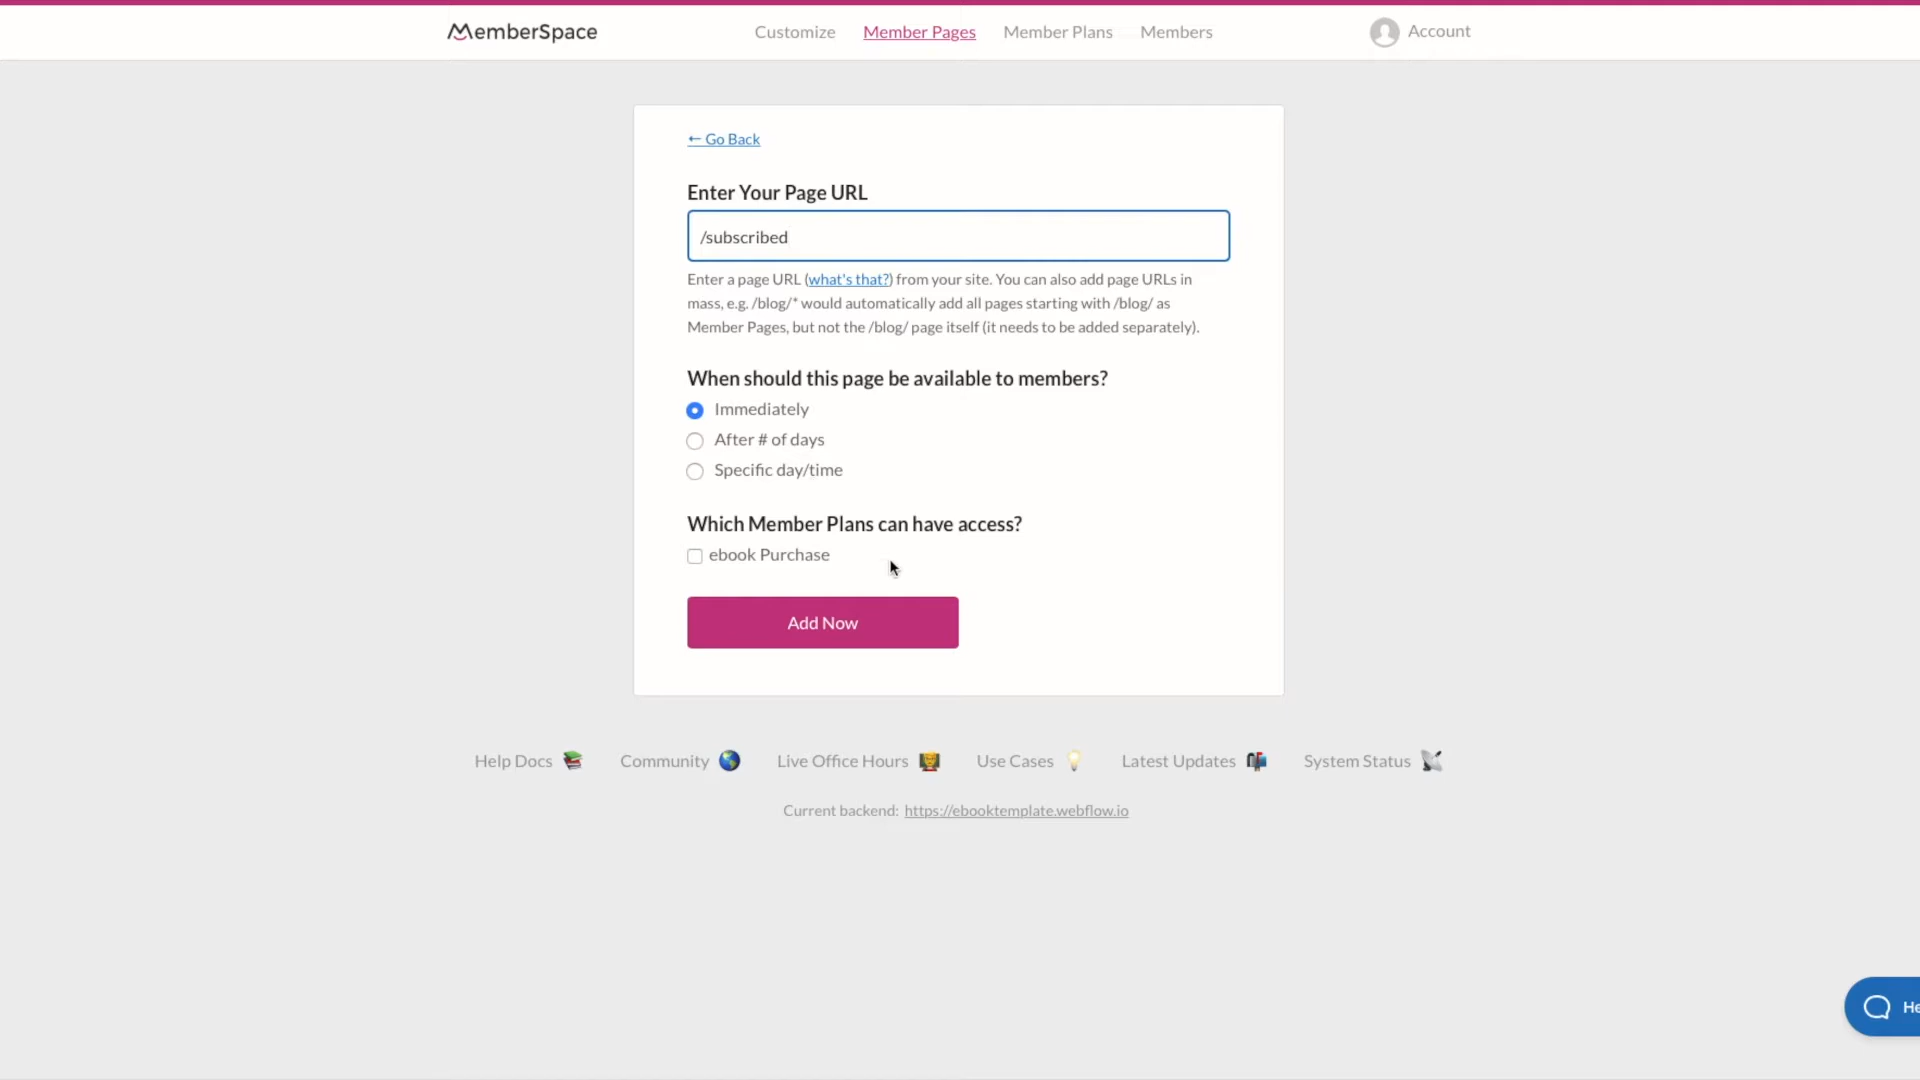 MemberSpace
Customize
Member Pages
Member Plans
Members
Account
← Go Back
Enter Your Page URL
/subscribed
Enter a page URL (what's that?) from your site. You can also add page URLs in
mass, e.g. /blog/* would automatically add all pages starting with /blog/ as
Member Pages, but not the /blog/ page itself (it needs to be added separately).
When should this page be available to members?
Immediately
After # of days
Specific day/time
Which Member Plans can have access?
ebook Purchase
Add Now
Help Docs
Community
Live Office Hours
Use Cases
Latest Updates
System Status
Current backend: https://ebooktemplate.webflow.io